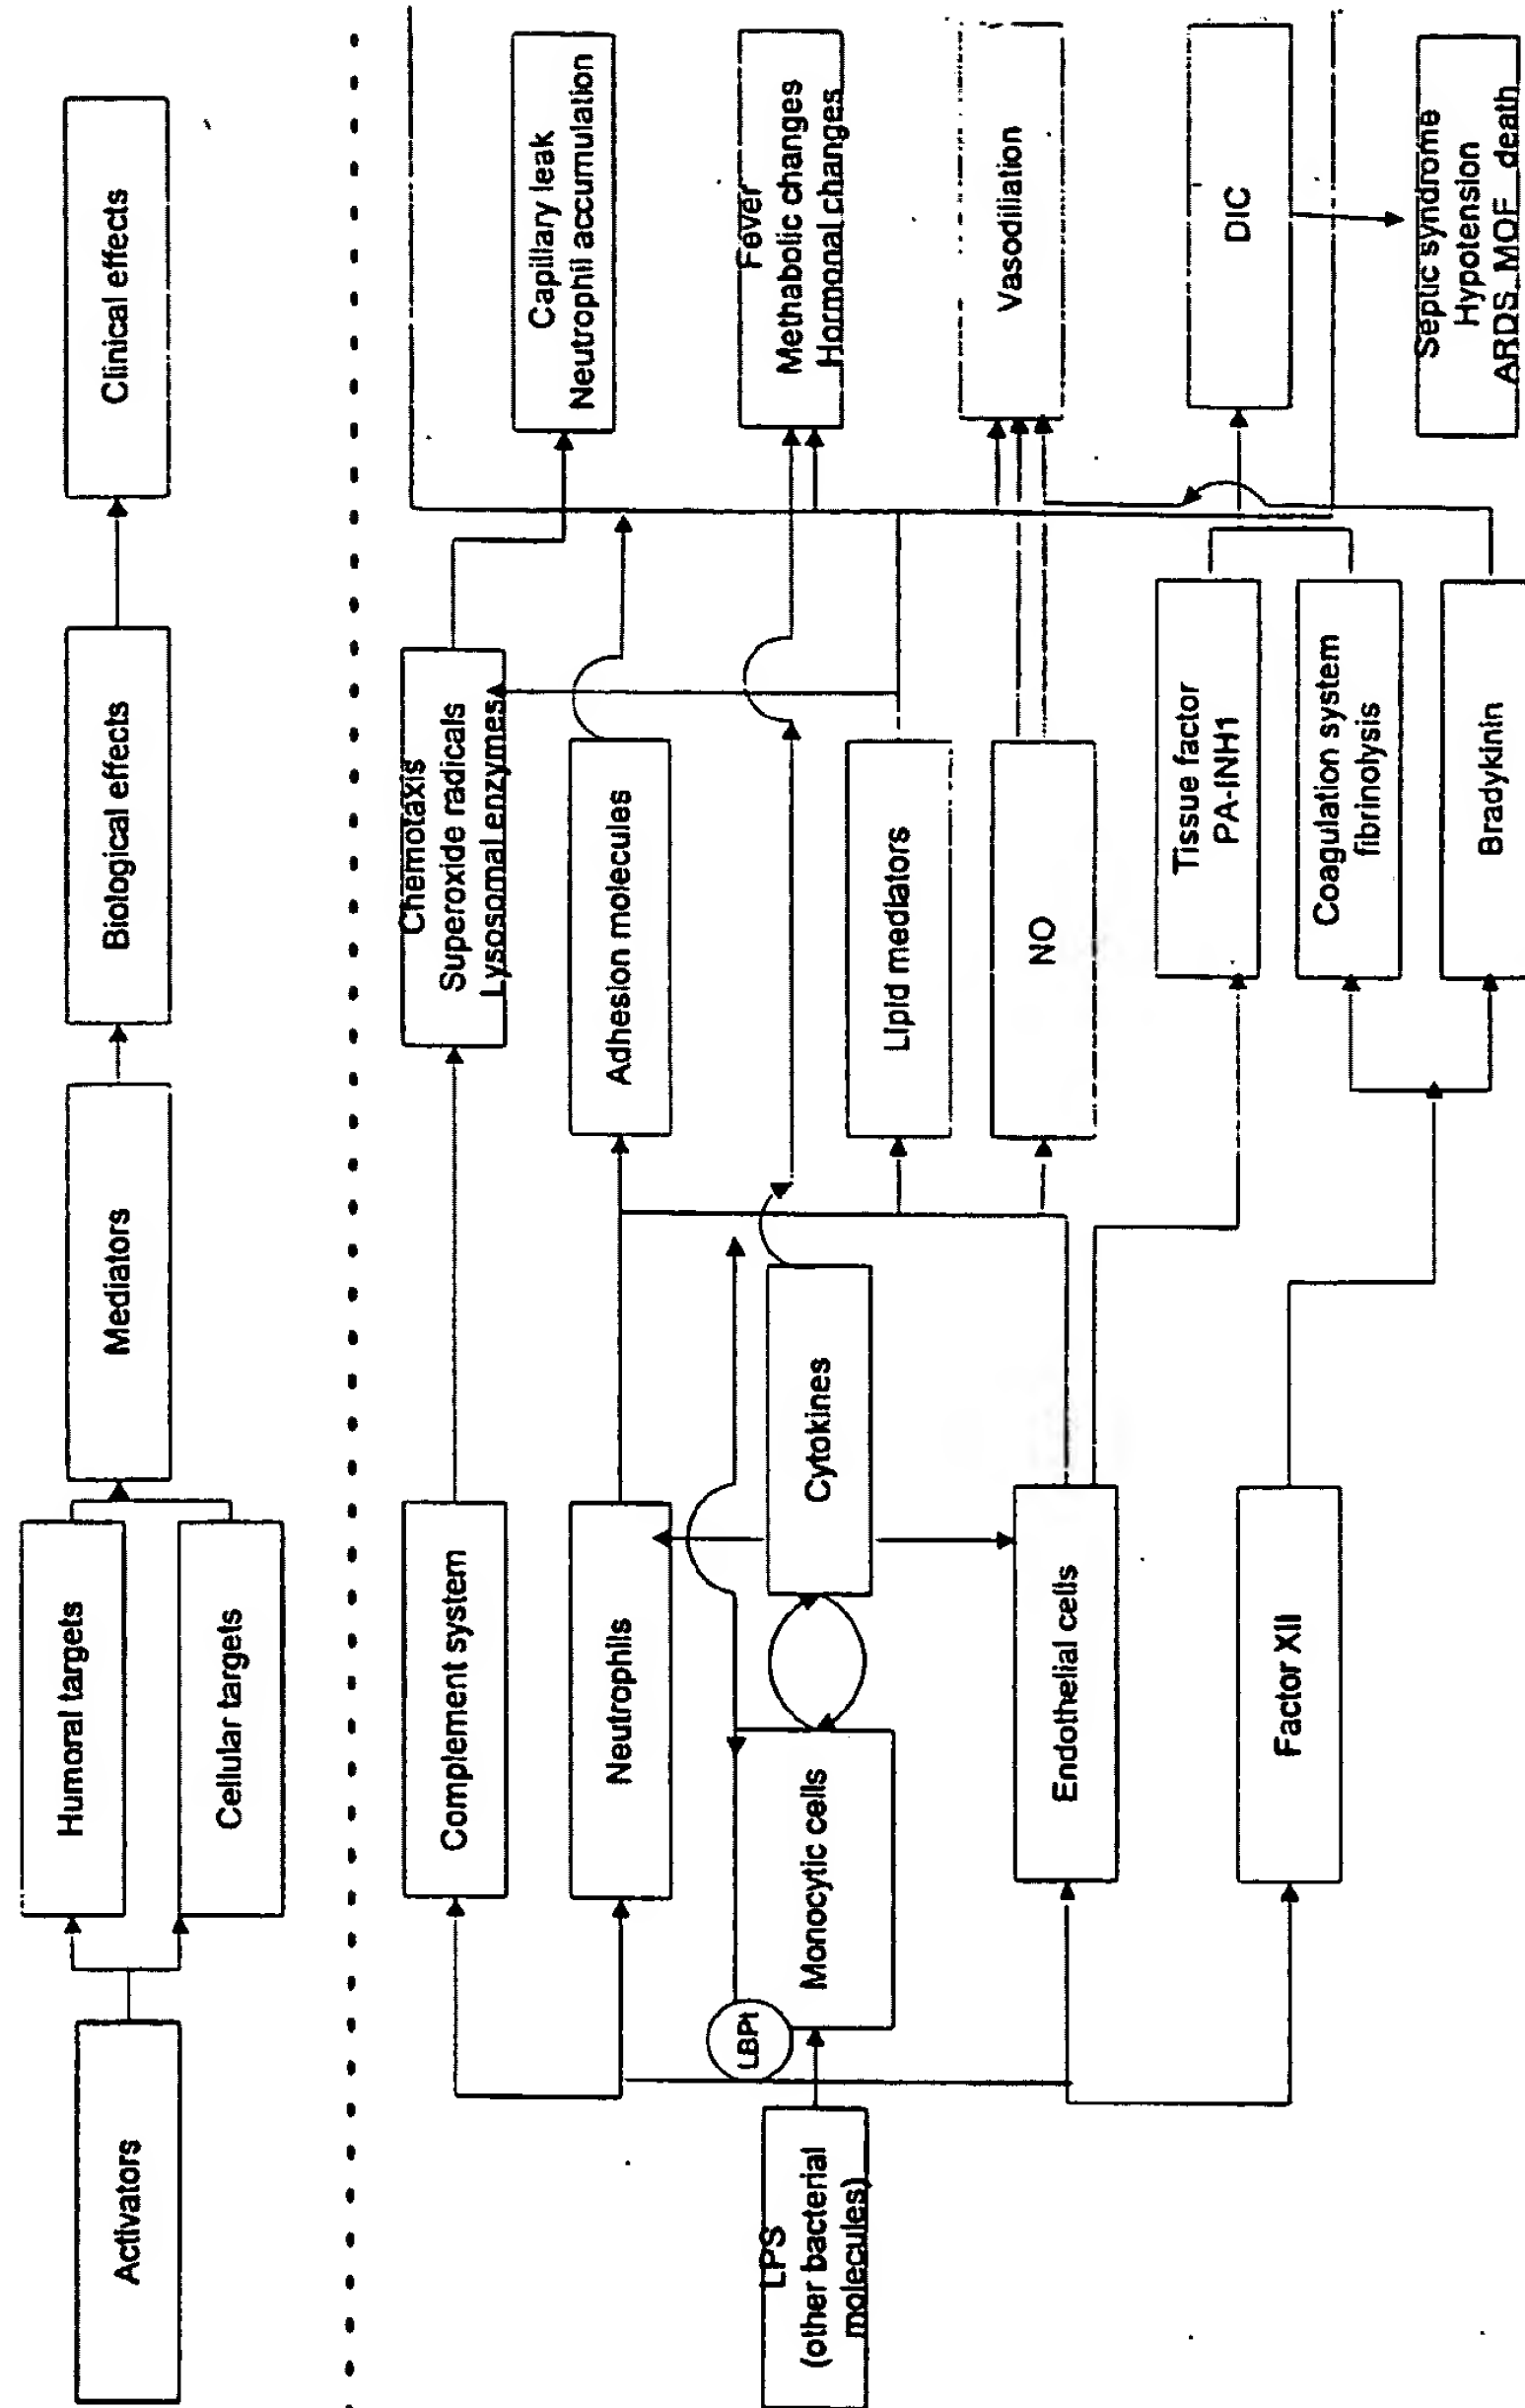 Activators
Humoral targets
Cellular targets
Mediators
Biological effects
Clinical effects
LPS
(other bacterial
molecules)
LBPt
Complement system
Neutrophils
Monocytic cells
Cytokines
Endothelial cells
Factor XII
Chemotaxis
Superoxide radicals
Lysosomal enzymes
Adhesion molecules
Lipid mediators
NO
Tissue factor
PA-INH1
Coagulation system
fibrinolysis
Bradykinin
Capillary leak
Neutrophil accumulation
Fever
Methabolic changes
Hormonal changes
Vasodiliation
DIC
Septic syndrome
Hypotension
ARDS MOF death